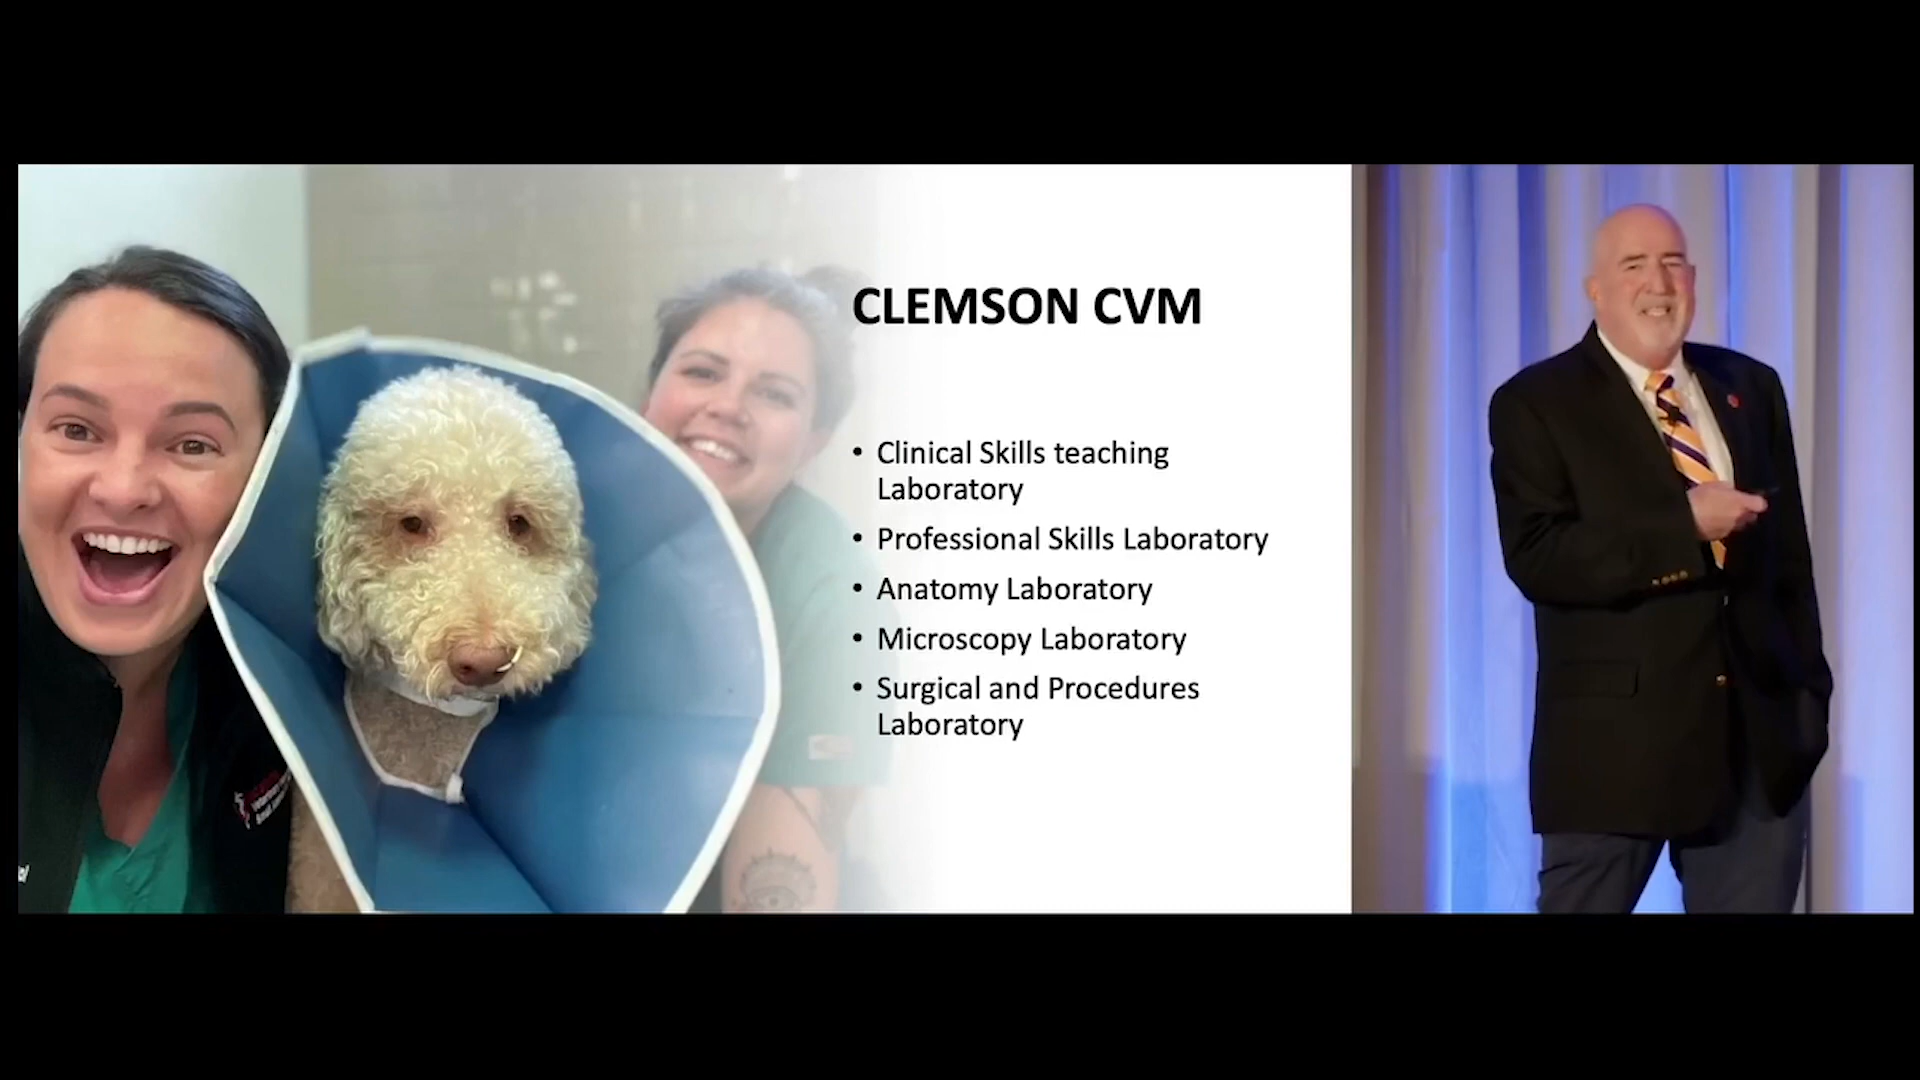 CLEMSON CVM
• Clinical Skills teaching
Laboratory
• Professional Skills Laboratory
• Anatomy Laboratory
• Microscopy Laboratory
• Surgical and Procedures
Laboratory